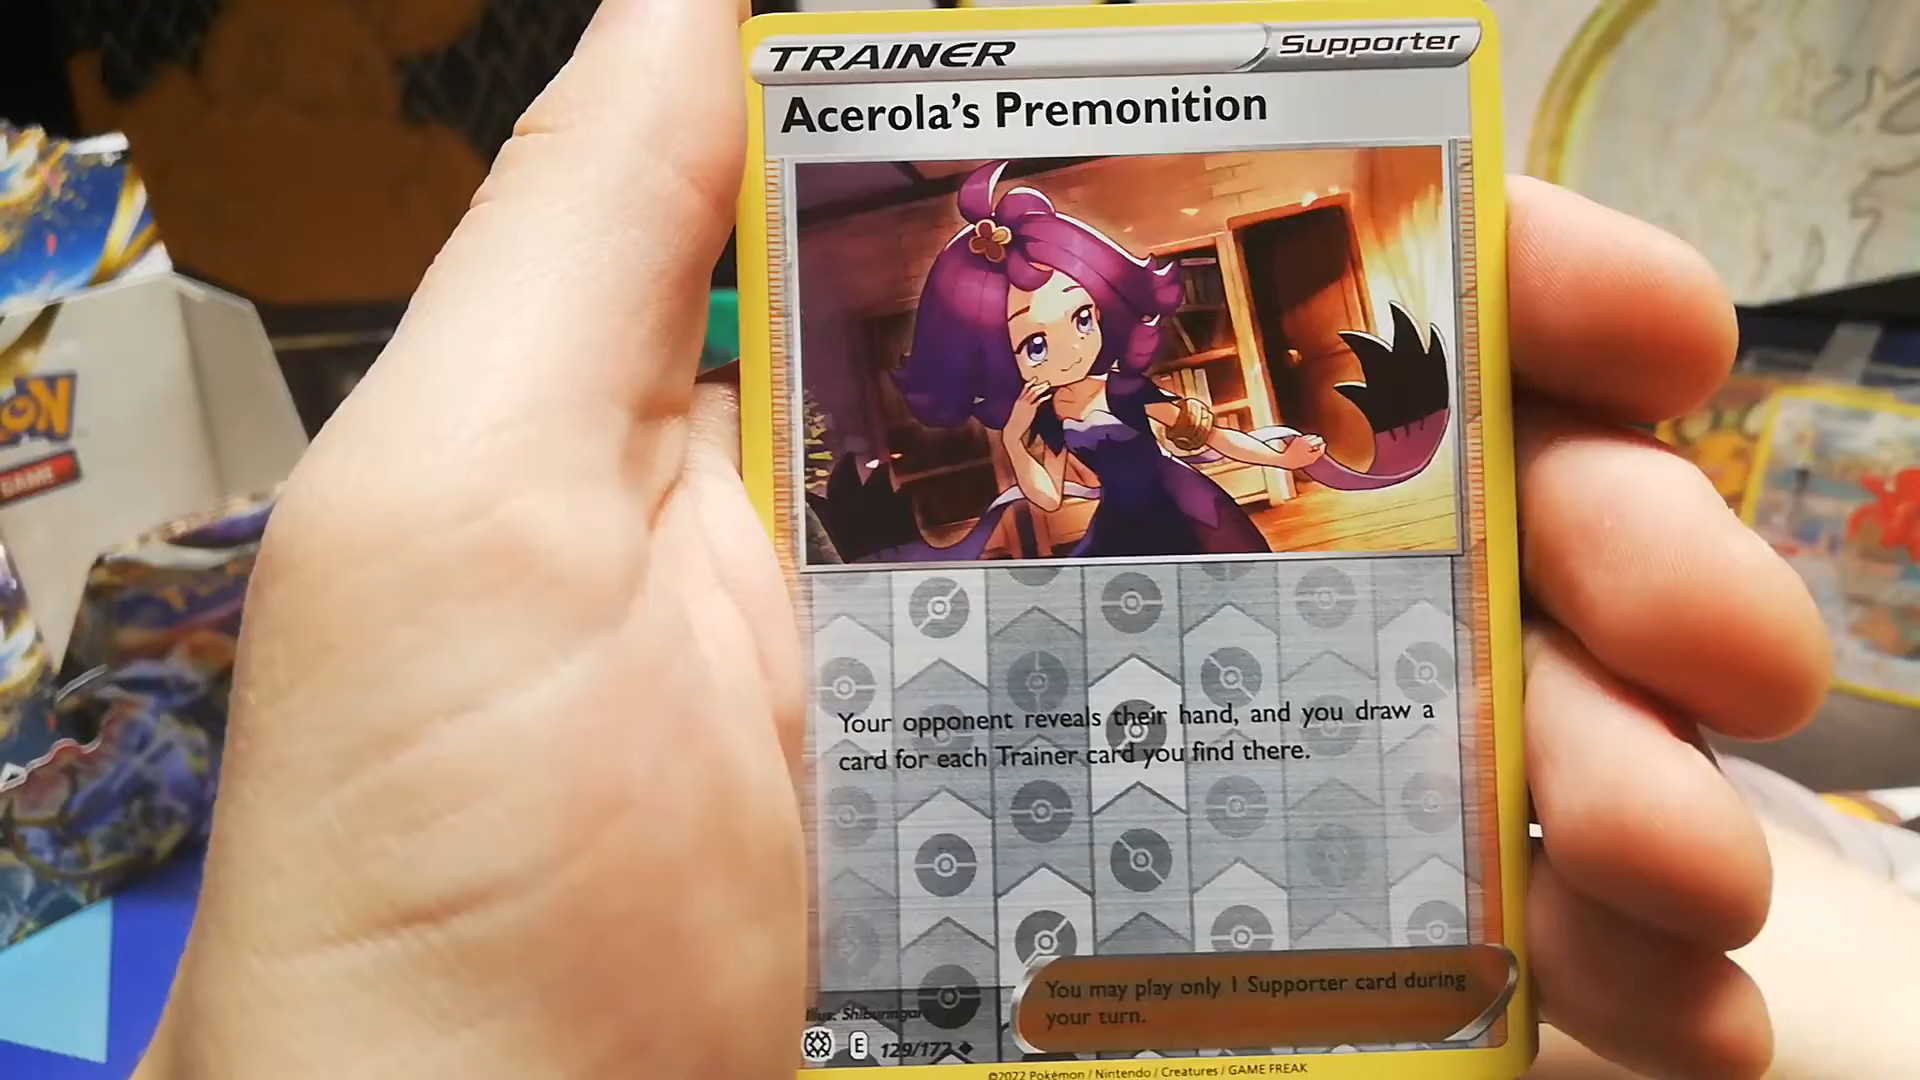 TRAINER
Supporter
Acerola's Premonition
Your opponent reveals their hand, and you draw a
card for each Trainer card you find there.
You may play only 1 Supporter card during
your turn.
Illus. Shiburingaru
E 129/172
©2022 Pokémon / Nintendo / Creatures / GAME FREAK
GAME